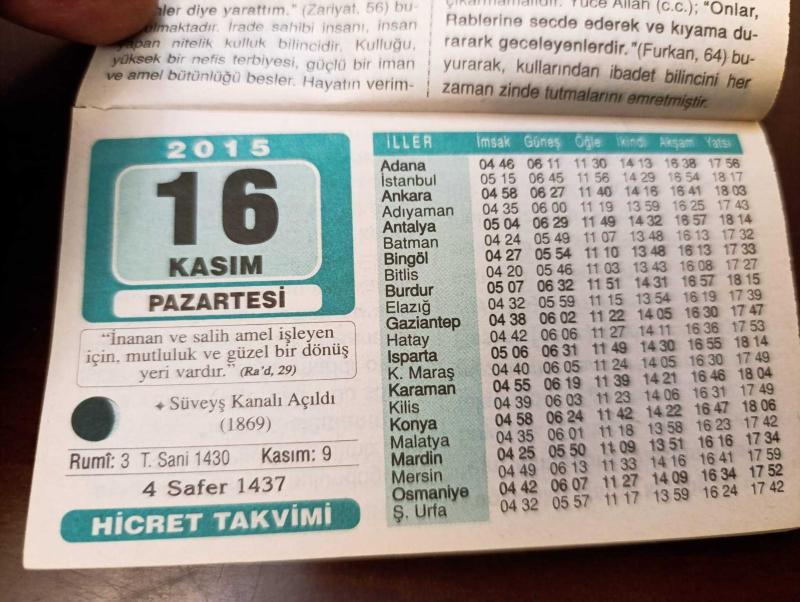 nler diye yarattım." (Zariyat, 56) bu-
ulmaktadır. İrade sahibi insanı, insan
yapan nitelik kulluk bilincidir. Kulluğu,
yüksek bir nefis terbiyesi, güçlü bir iman
ve amel bütünlüğü besler. Hayatın verim-
çıkarmamalıdır. Yüce Allah (c.c.); "Onlar,
Rablerine secde ederek ve kıyama du-
rarark geceleyenlerdir."(Furkan, 64) bu-
yurarak, kullarından ibadet bilincini her
zaman zinde tutmalarını emretmiştir.
2015
16
KASIM
PAZARTESİ
"İnanan ve salih amel işleyen
için, mutluluk ve güzel bir dönüş
yeri vardır." (Ra'd, 29)
Süveyş Kanalı Açıldı
(1869)
Rumî: 3 T. Sani 1430 Kasım: 9
4 Safer 1437
HİCRET TAKVİMİ
İLLER İmsak Güneş Öğle İkindi Akşam Yatsı
Adana 04 46 06 11 11 30 14 13 16 38 17 56
İstanbul 05 15 06 45 11 56 14 29 16 54 18 17
Ankara 04 58 06 27 11 40 14 16 16 41 18 03
Adıyaman 04 35 06 00 11 19 13 59 16 25 17 43
Antalya 05 04 06 29 11 49 14 32 16 57 18 14
Batman 04 24 05 49 11 07 13 48 16 13 17 32
Bingöl 04 27 05 54 11 10 13 48 16 13 17 33
Bitlis 04 20 05 46 11 03 13 43 16 08 17 27
Burdur 05 07 06 32 11 51 14 31 16 57 18 15
Elazığ 04 32 05 59 11 15 13 54 16 19 17 39
Gaziantep 04 38 06 02 11 22 14 05 16 30 17 47
Hatay 04 42 06 06 11 27 14 11 16 36 17 53
Isparta 05 06 06 31 11 49 14 30 16 55 18 14
K. Maraş 04 40 06 05 11 24 14 05 16 30 17 49
Karaman 04 55 06 19 11 39 14 21 16 46 18 04
Kilis 04 39 06 03 11 23 14 06 16 31 17 49
Konya 04 58 06 24 11 42 14 22 16 47 18 06
Malatya 04 35 06 01 11 18 13 58 16 23 17 42
Mardin 04 25 05 50 11 09 13 51 16 16 17 34
Mersin 04 49 06 13 11 33 14 16 16 41 17 59
Osmaniye 04 42 06 07 11 27 14 09 16 34 17 52
Ş. Urfa 04 32 05 57 11 17 13 59 16 24 17 42